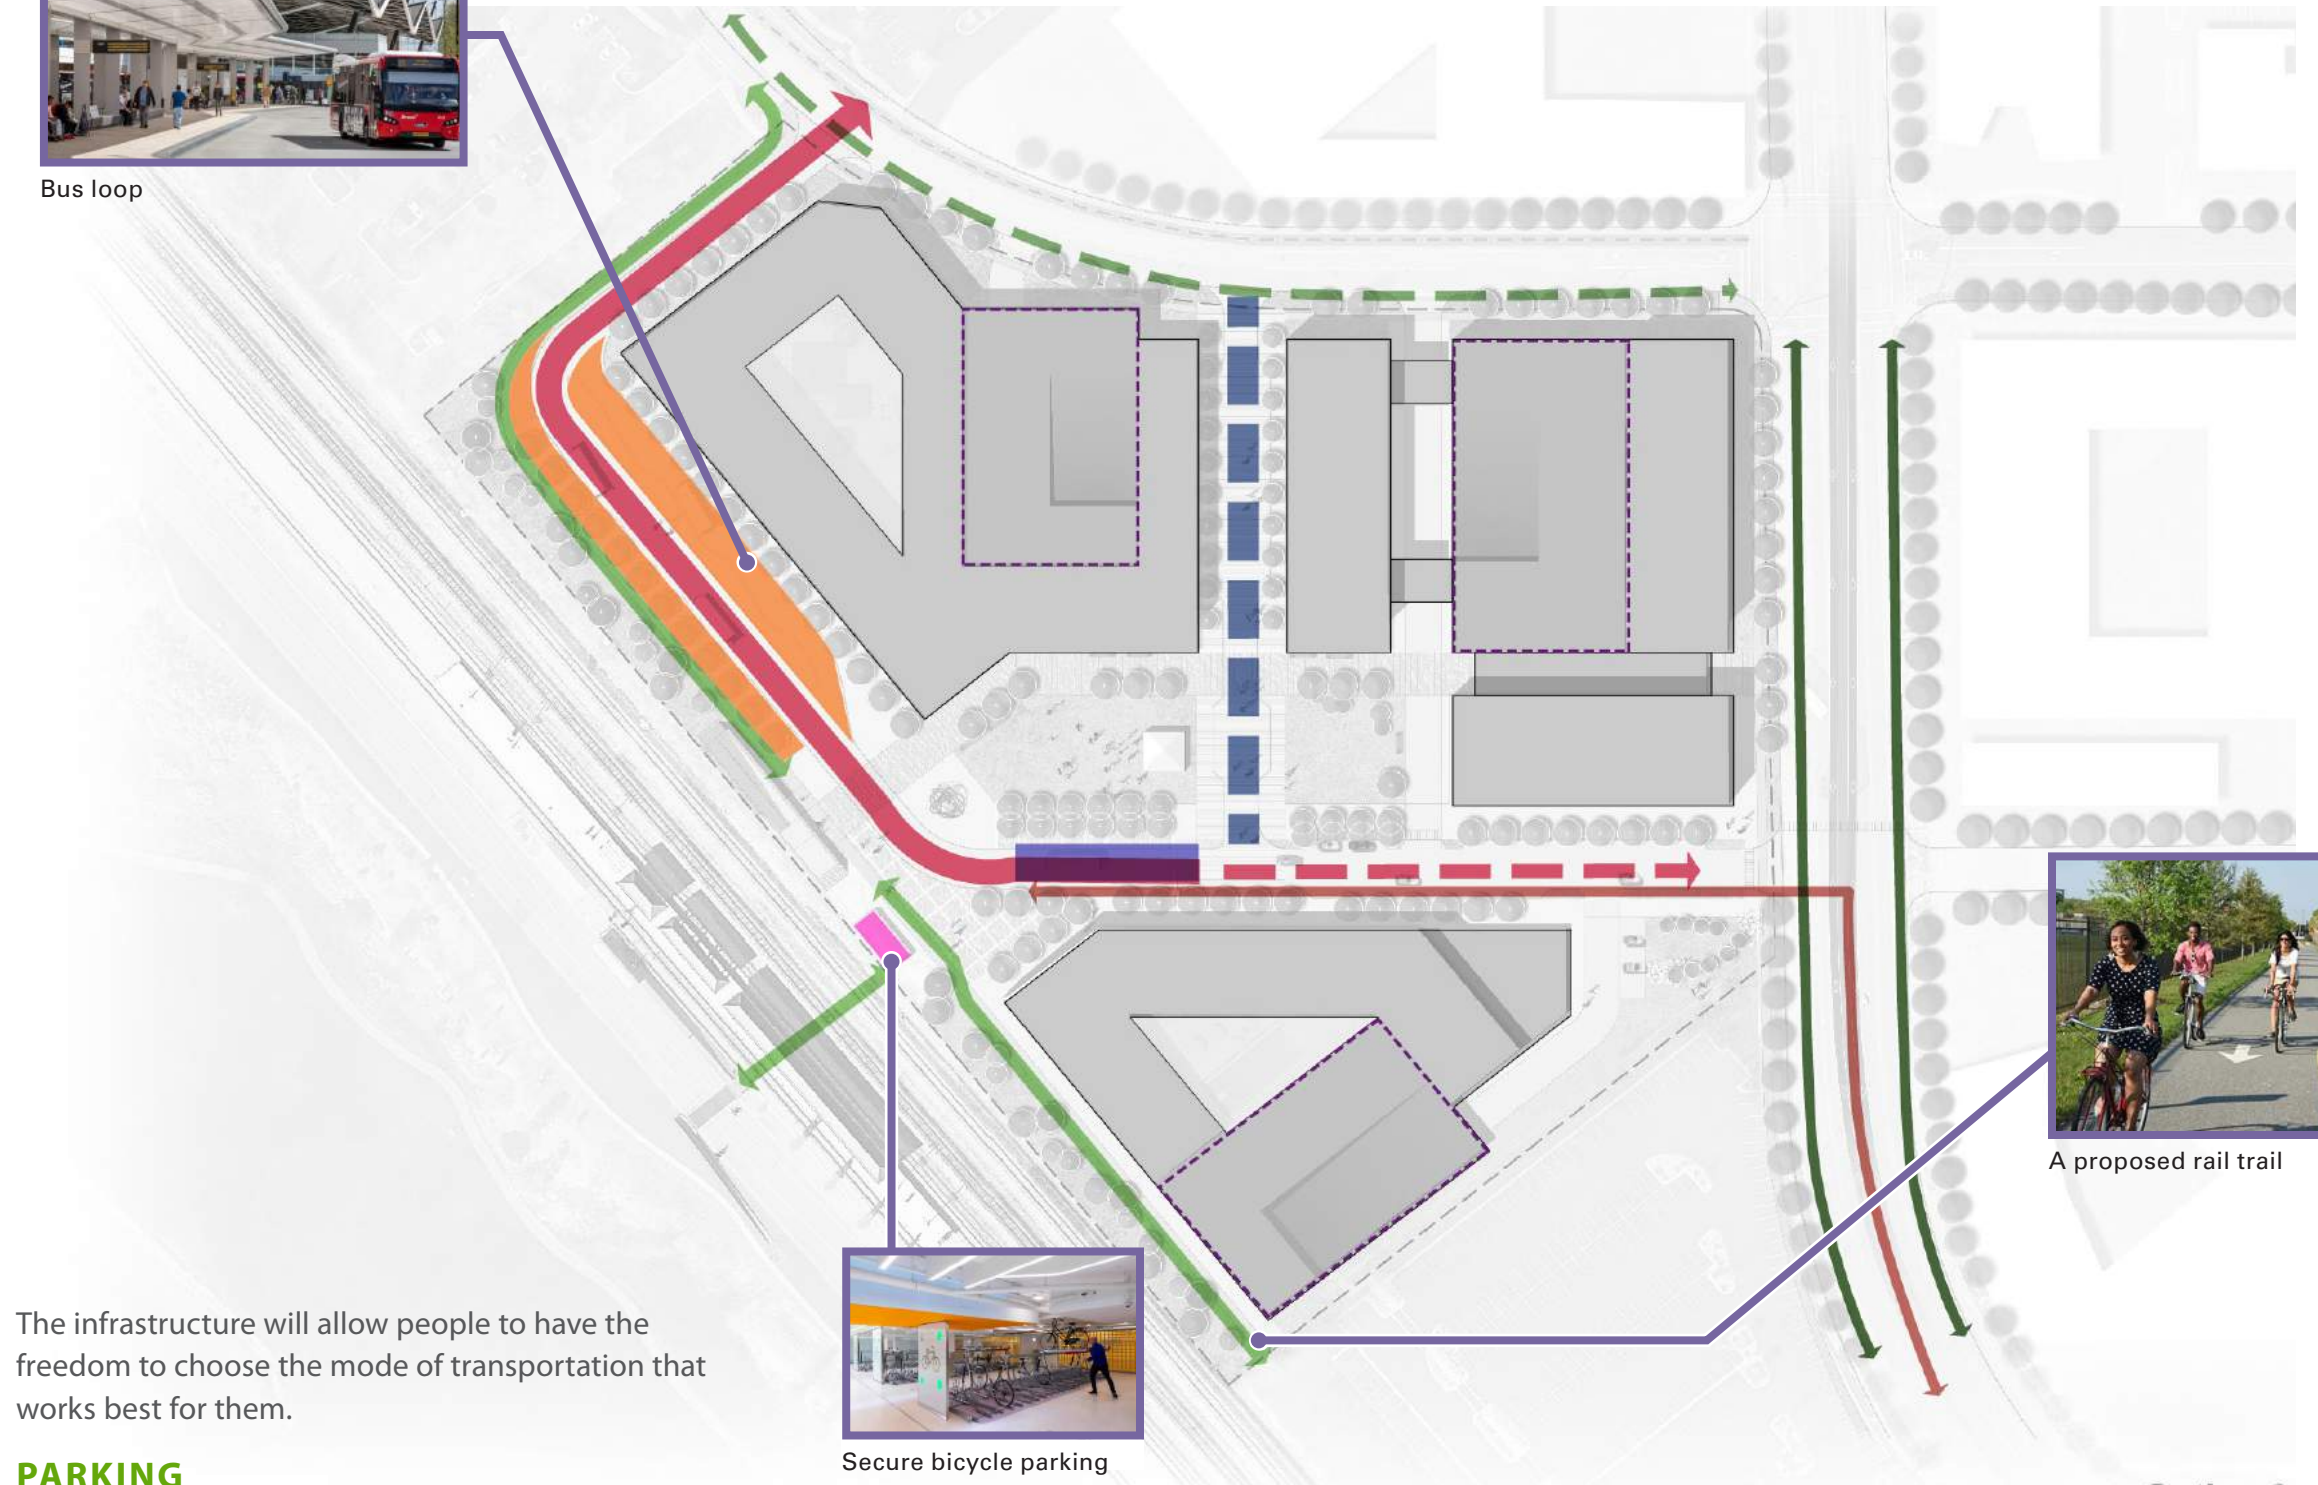 Bus loop
A proposed rail trail
The infrastructure will allow people to have the
freedom to choose the mode of transportation that
works best for them.
Secure bicycle parking
PARKING